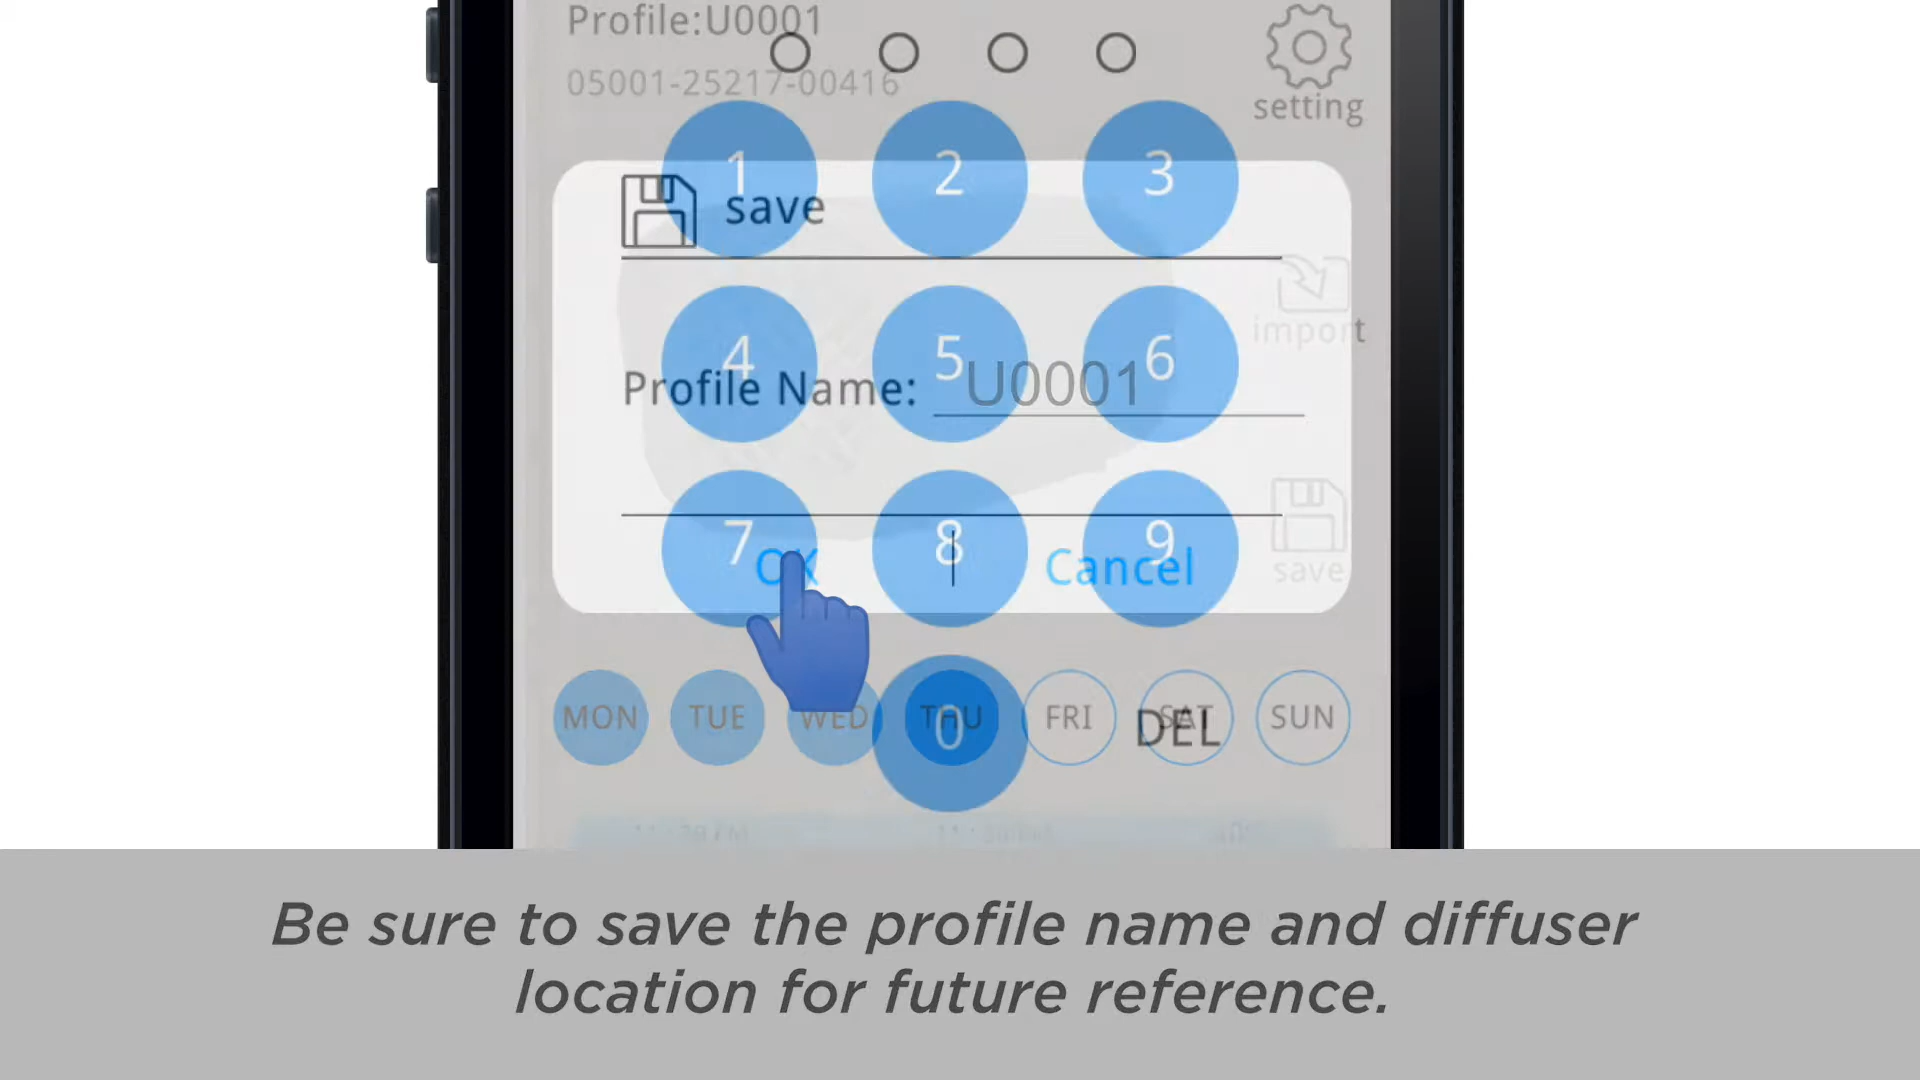 Profile:U0001
05001-25217-00416
setting
1 2 3
save
import
4 5 6
Profile Name: U0001
7 8 9
OK Cancel
save
MON TUE WED THU FRI SAT SUN
0 DEL
Be sure to save the profile name and diffuser
location for future reference.